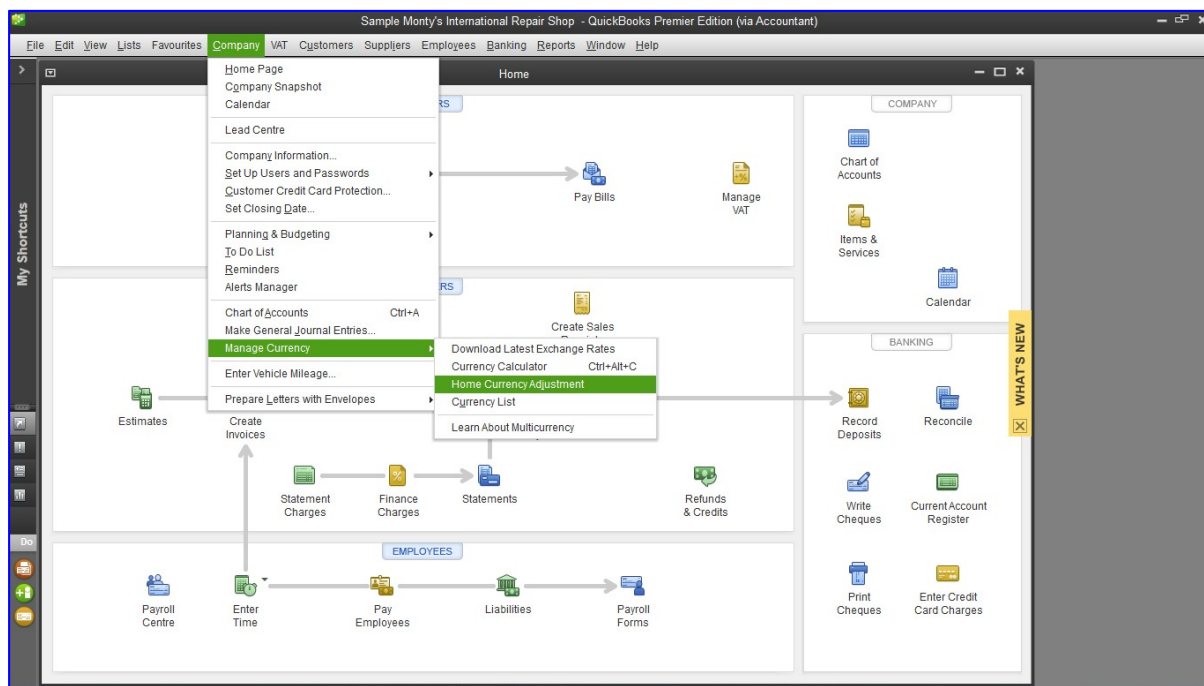 Sample Monty's International Repair Shop - QuickBooks Premier Edition (via Accountant)
File Edit View Lists Favourites Company VAT Customers Suppliers Employees Banking Reports Window Help
Home
Home Page
Company Snapshot
Calendar
Lead Centre
Company Information...
Set Up Users and Passwords
Customer Credit Card Protection...
Set Closing Date...
Planning & Budgeting
To Do List
Reminders
Alerts Manager
Chart of Accounts Ctrl+A
Make General Journal Entries...
Manage Currency
Enter Vehicle Mileage...
Prepare Letters with Envelopes
Download Latest Exchange Rates
Currency Calculator Ctrl+Alt+C
Home Currency Adjustment
Currency List
Learn About Multicurrency
My Shortcuts
Do
RS
Pay Bills
Manage
VAT
RS
Create Sales
Estimates
Create
Invoices
Statement
Charges
Finance
Charges
Statements
Refunds
& Credits
EMPLOYEES
Payroll
Centre
Enter
Time
Pay
Employees
Liabilities
Payroll
Forms
COMPANY
Chart of
Accounts
Items &
Services
Calendar
BANKING
Record
Deposits
Reconcile
Write
Cheques
Current Account
Register
Print
Cheques
Enter Credit
Card Charges
WHAT'S NEW